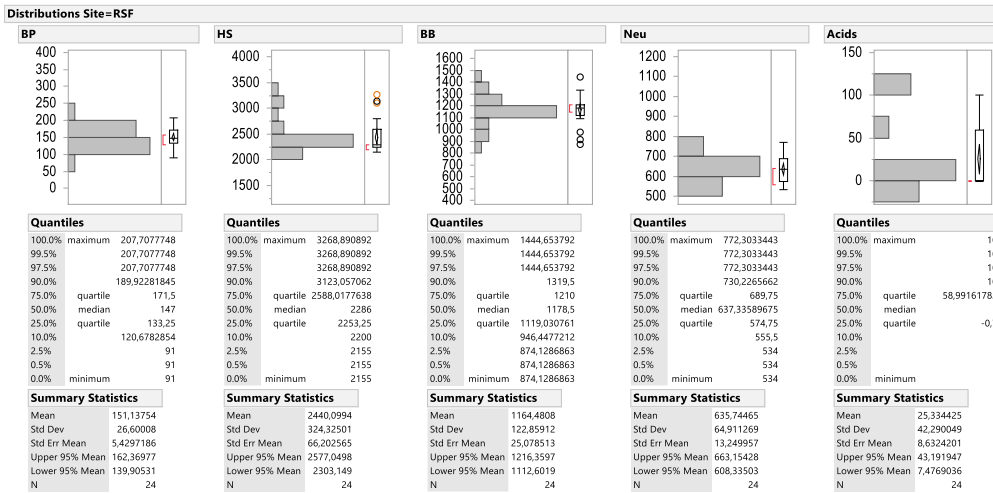 Distributions Site=RSF
BP HS BB Neu Acids
400 350 300 250 200 150 100 50 0
4000 3500 3000 2500 2000 1500
1600 1500 1400 1300 1200 1100 1000 900 800 700 600 500 400
1200 1100 1000 900 800 700 600 500
150 100 50 0
Quantiles Quantiles Quantiles Quantiles Quantiles
100.0% maximum 207,7077748 100.0% maximum 3268,890892 100.0% maximum 1444,653792 100.0% maximum 772,3033443 100.0% maximum 10
99.5% 207,7077748 99.5% 3268,890892 99.5% 1444,653792 99.5% 772,3033443 99.5% 10
97.5% 207,7077748 97.5% 3268,890892 97.5% 1444,653792 97.5% 772,3033443 97.5% 10
90.0% 189,92281845 90.0% 3123,057062 90.0% 1319,5 90.0% 730,2265662 90.0% 10
75.0% quartile 171,5 75.0% quartile 2588,0177638 75.0% quartile 1210 75.0% quartile 689,75 75.0% quartile 58,9916178
50.0% median 147 50.0% median 2286 50.0% median 1178,5 50.0% median 637,33589675 50.0% median
25.0% quartile 133,25 25.0% quartile 2253,25 25.0% quartile 1119,030761 25.0% quartile 574,75 25.0% quartile -0,
10.0% 120,6782854 10.0% 2200 10.0% 946,4477212 10.0% 555,5 10.0%
2.5% 91 2.5% 2155 2.5% 874,1286863 2.5% 534 2.5%
0.5% 91 0.5% 2155 0.5% 874,1286863 0.5% 534 0.5%
0.0% minimum 91 0.0% minimum 2155 0.0% minimum 874,1286863 0.0% minimum 534 0.0% minimum
Summary Statistics Summary Statistics Summary Statistics Summary Statistics Summary Statistics
Mean 151,13754 Mean 2440,0994 Mean 1164,4808 Mean 635,74465 Mean 25,334425
Std Dev 26,60008 Std Dev 324,32501 Std Dev 122,85912 Std Dev 64,911269 Std Dev 42,290049
Std Err Mean 5,4297186 Std Err Mean 66,202565 Std Err Mean 25,078513 Std Err Mean 13,249957 Std Err Mean 8,6324201
Upper 95% Mean 162,36977 Upper 95% Mean 2577,0498 Upper 95% Mean 1216,3597 Upper 95% Mean 663,15428 Upper 95% Mean 43,191947
Lower 95% Mean 139,90531 Lower 95% Mean 2303,149 Lower 95% Mean 1112,6019 Lower 95% Mean 608,33503 Lower 95% Mean 7,4769036
N 24 N 24 N 24 N 24 N 24